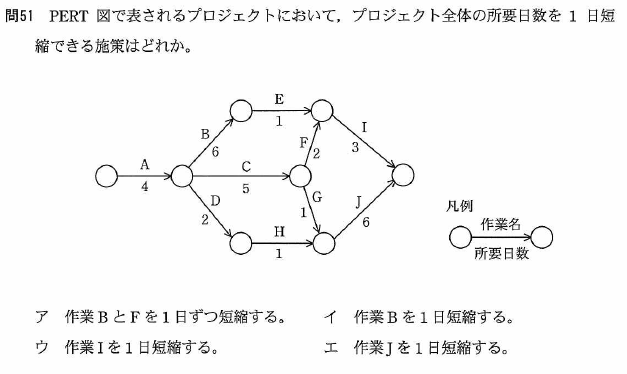 問51 PERT 図で表されるプロジェクトにおいて，プロジェクト全体の所要日数を 1 日短
縮できる施策はどれか。
E
1
B
6
F
2
I
3
A
4
C
5
D
2
G
1
J
6
H
1
凡例
作業名
所要日数
ア 作業BとFを1日ずつ短縮する。 イ 作業Bを1日短縮する。
ウ 作業Iを1日短縮する。 エ 作業Jを1日短縮する。